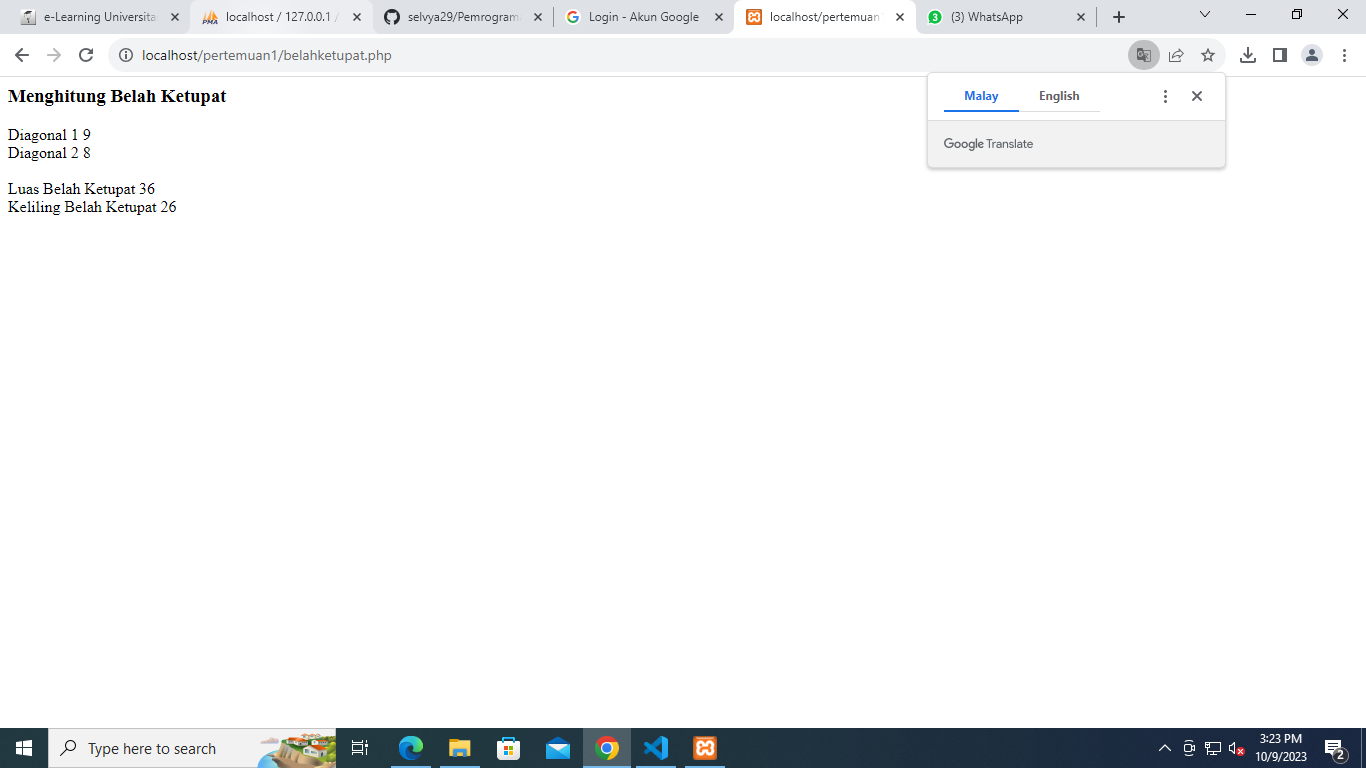 e-Learning Universita
localhost / 127.0.0.1 /
selvya29/Pemrogram
Login - Akun Google
localhost/pertemuan1
(3) WhatsApp
localhost/pertemuan1/belahketupat.php
Malay
English
Google Translate
Menghitung Belah Ketupat
Diagonal 1 9
Diagonal 2 8
Luas Belah Ketupat 36
Keliling Belah Ketupat 26
Type here to search
3:23 PM
10/9/2023
2